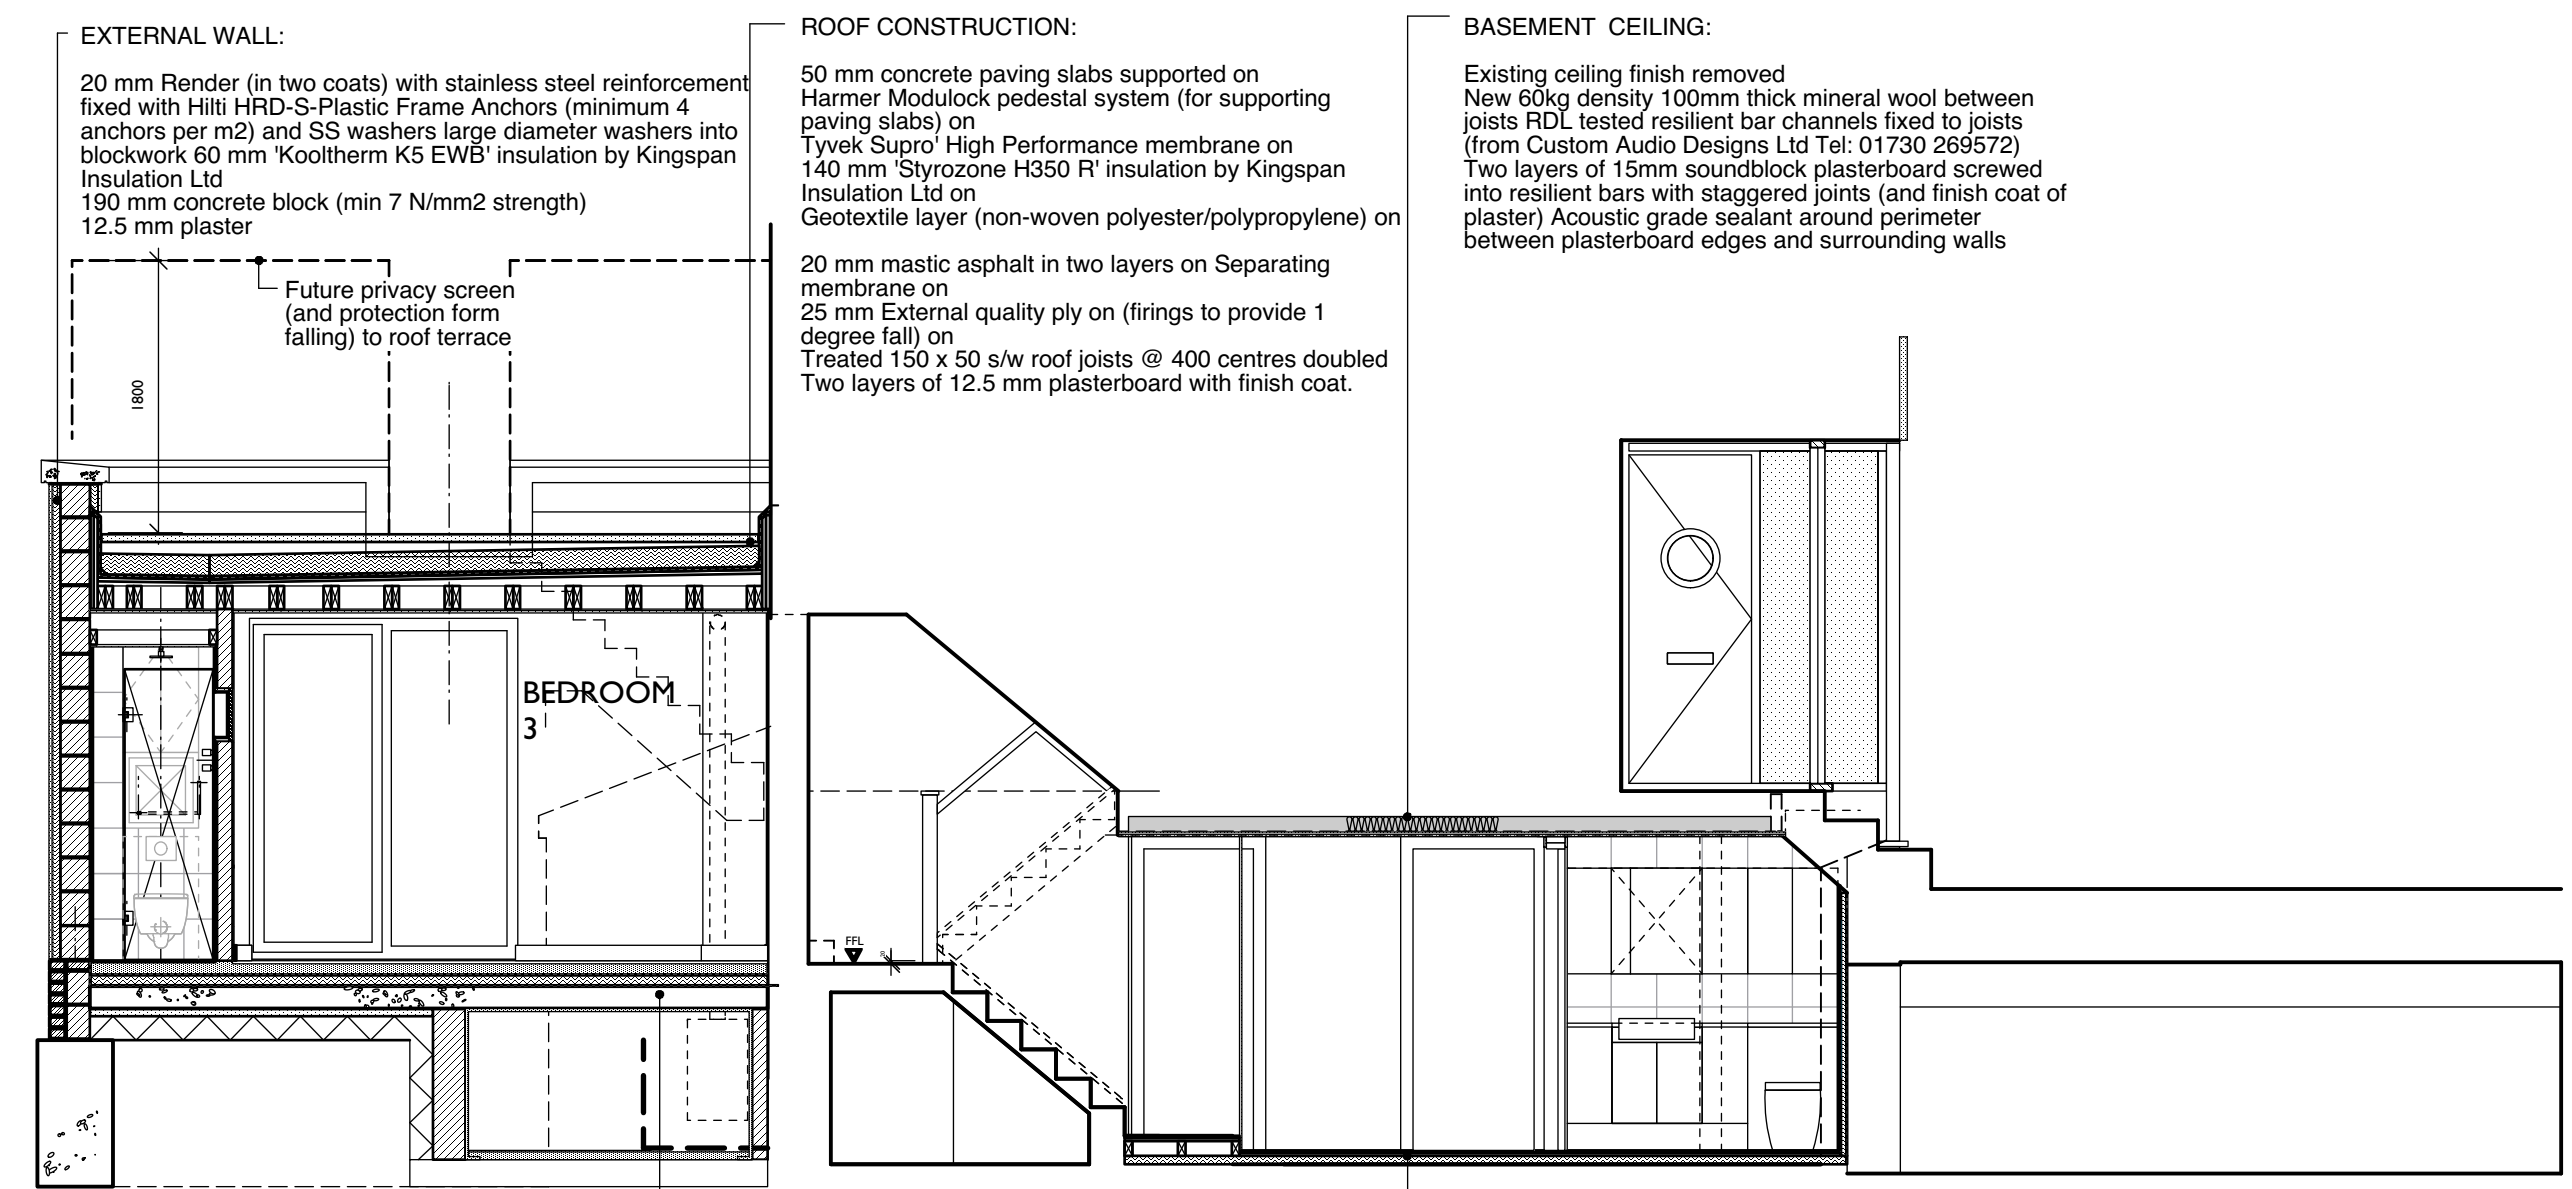 EXTERNAL WALL:
20 mm Render (in two coats) with stainless steel reinforcement
fixed with Hilti HRD-S-Plastic Frame Anchors (minimum 4
anchors per m2) and SS washers large diameter washers into
blockwork 60 mm 'Kooltherm K5 EWB' insulation by Kingspan
Insulation Ltd
190 mm concrete block (min 7 N/mm2 strength)
12.5 mm plaster
ROOF CONSTRUCTION:
50 mm concrete paving slabs supported on
Harmer Modulock pedestal system (for supporting
paving slabs) on
Tyvek Supro' High Performance membrane on
140 mm 'Styrozone H350 R' insulation by Kingspan
Insulation Ltd on
Geotextile layer (non-woven polyester/polypropylene) on
20 mm mastic asphalt in two layers on Separating
membrane on
25 mm External quality ply on (firings to provide 1
degree fall) on
Treated 150 x 50 s/w roof joists @ 400 centres doubled
Two layers of 12.5 mm plasterboard with finish coat.
BASEMENT  CEILING:
Existing ceiling finish removed
New 60kg density 100mm thick mineral wool between
joists RDL tested resilient bar channels fixed to joists
(from Custom Audio Designs Ltd Tel: 01730 269572)
Two layers of 15mm soundblock plasterboard screwed
into resilient bars with staggered joints (and finish coat of
plaster) Acoustic grade sealant around perimeter
between plasterboard edges and surrounding walls
Future privacy screen
(and protection form
falling) to roof terrace
1800
BEDROOM
3
FFL